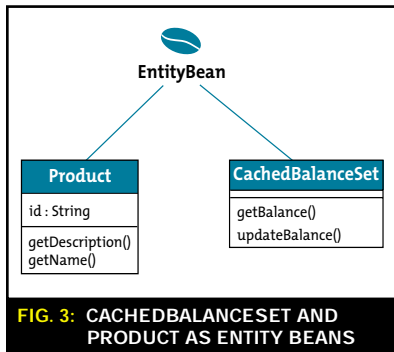 EntityBean
Product
id : String
getDescription()
getName()
CachedBalanceSet
getBalance()
updateBalance()
FIG. 3: CACHEDBALANCESET AND
PRODUCT AS ENTITY BEANS